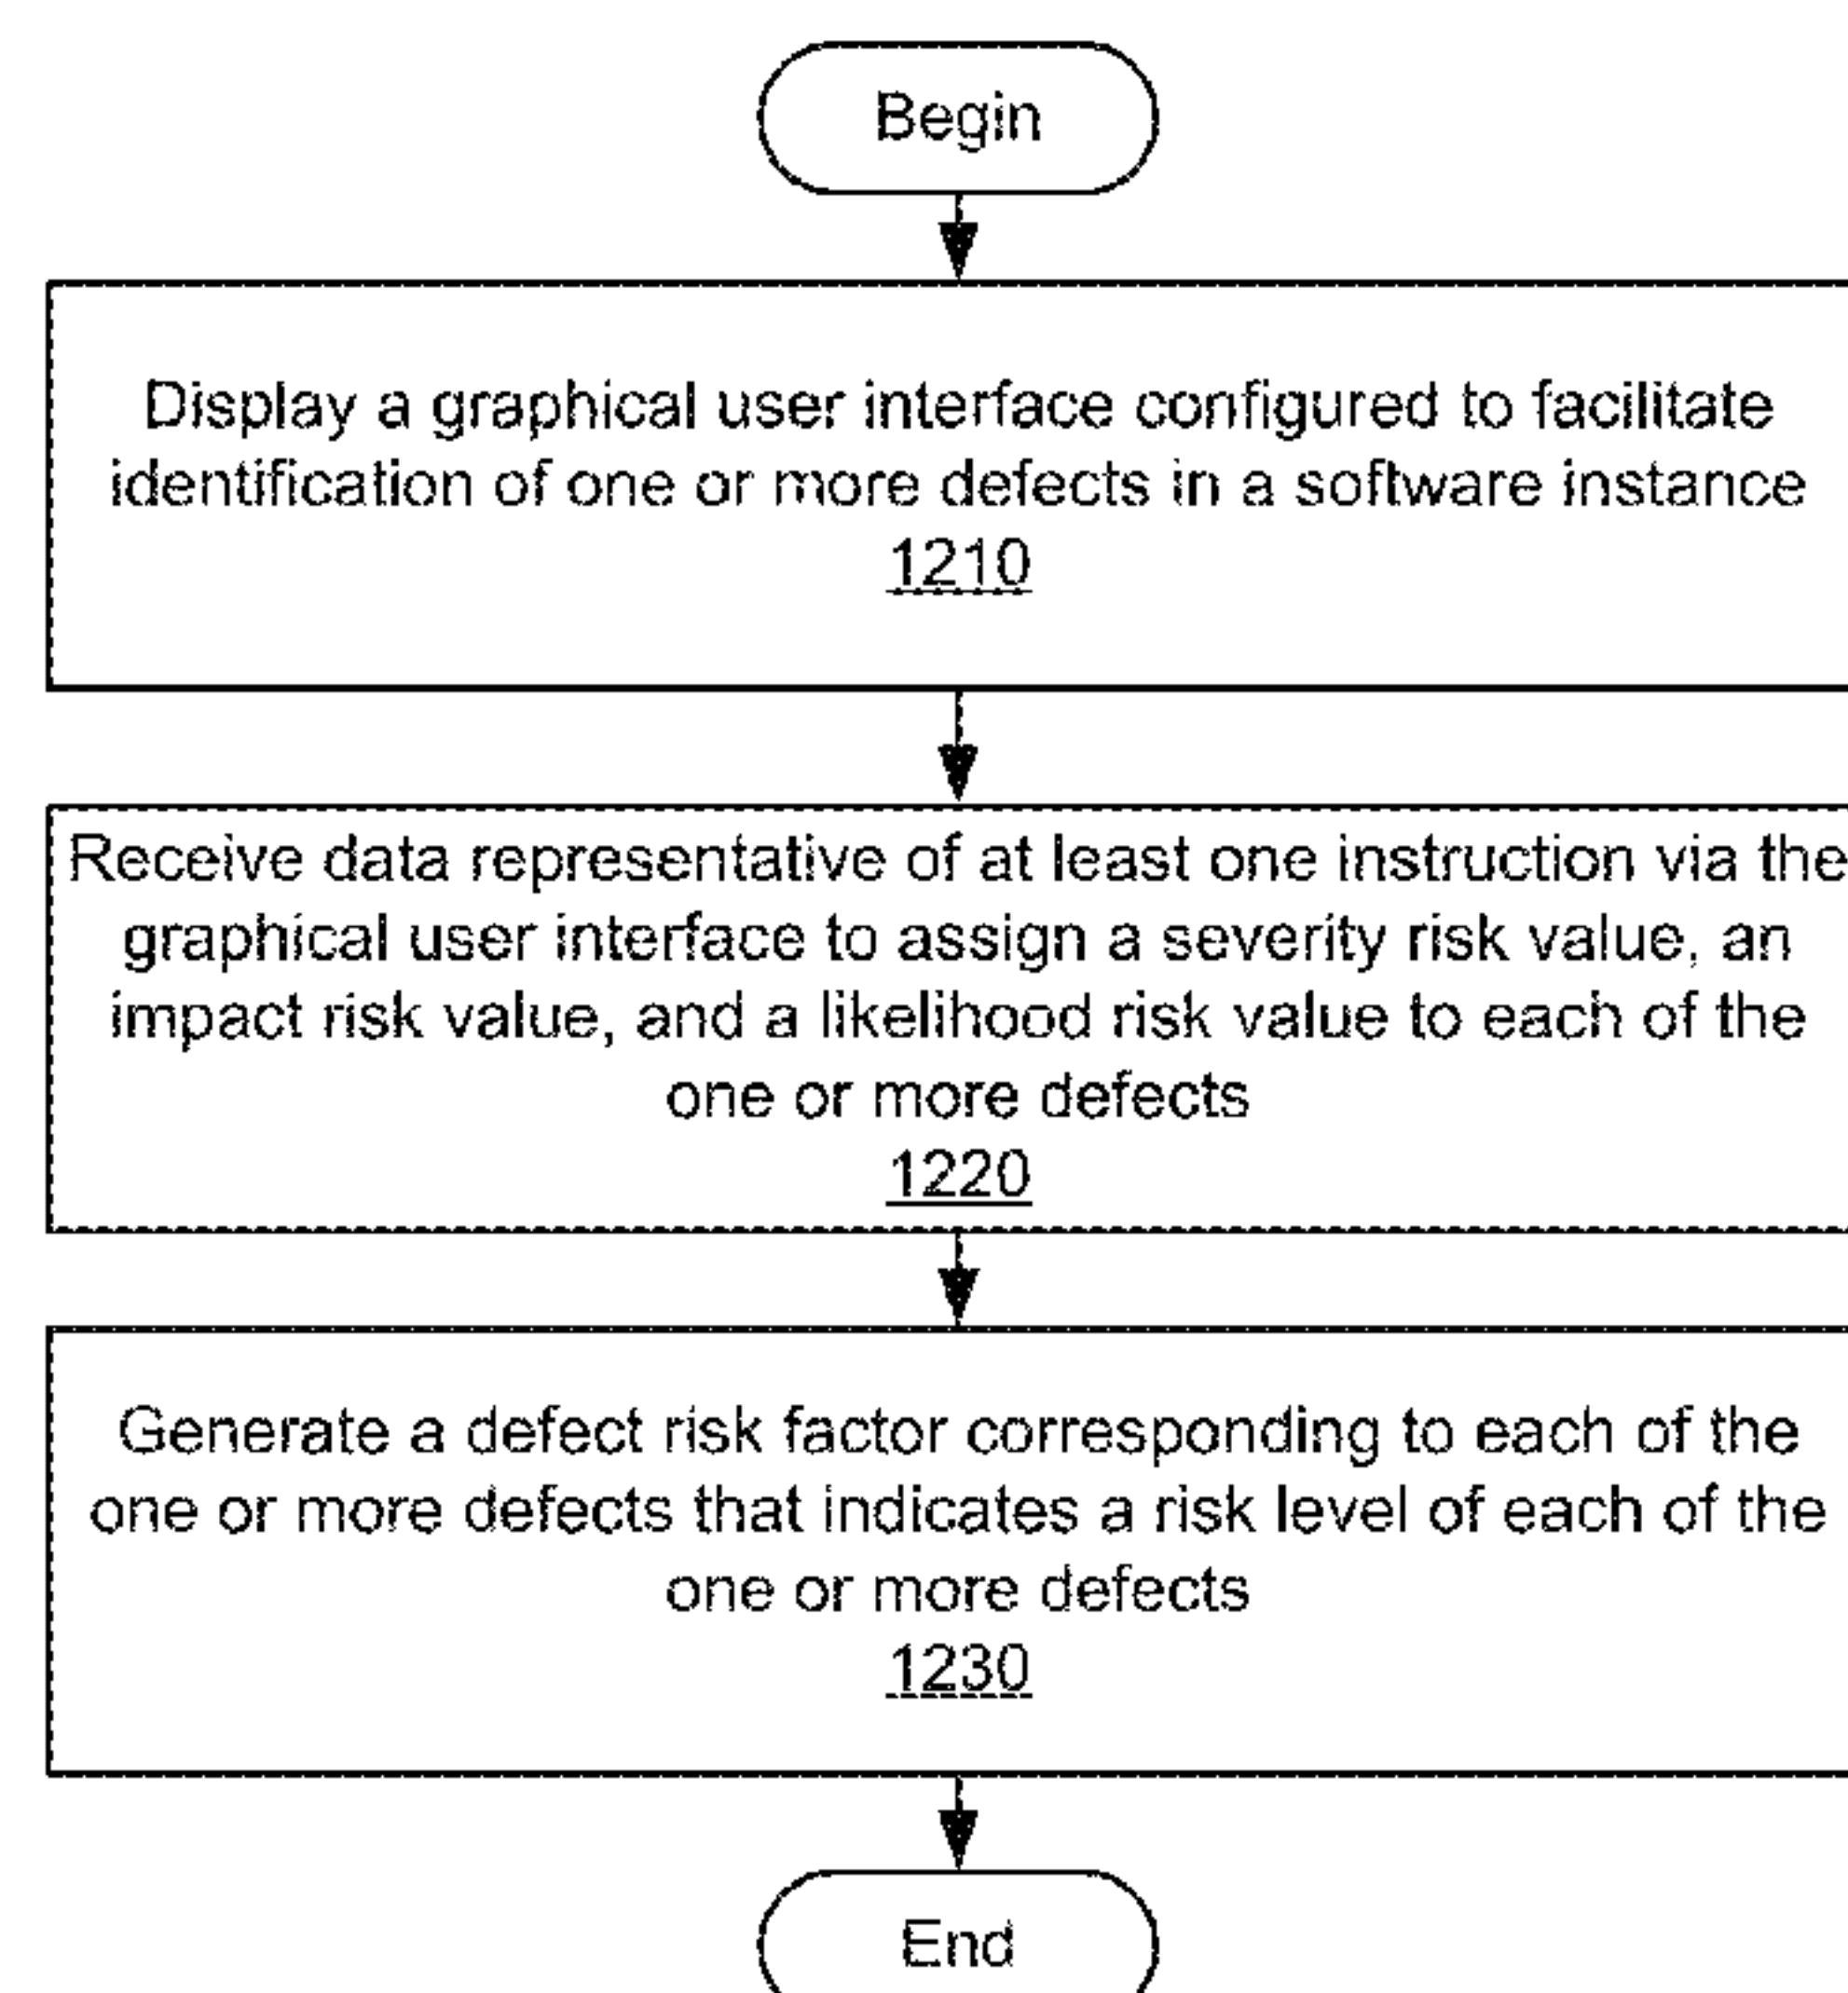 Begin
Display a graphical user interface configured to facilitate
identification of one or more defects in a software instance
1210
Receive data representative of at least one instruction via the
graphical user interface to assign a severity risk value, an
impact risk value, and a likelihood risk value to each of the
one or more defects
1220
Generate a defect risk factor corresponding to each of the
one or more defects that indicates a risk level of each of the
one or more defects
1230
End